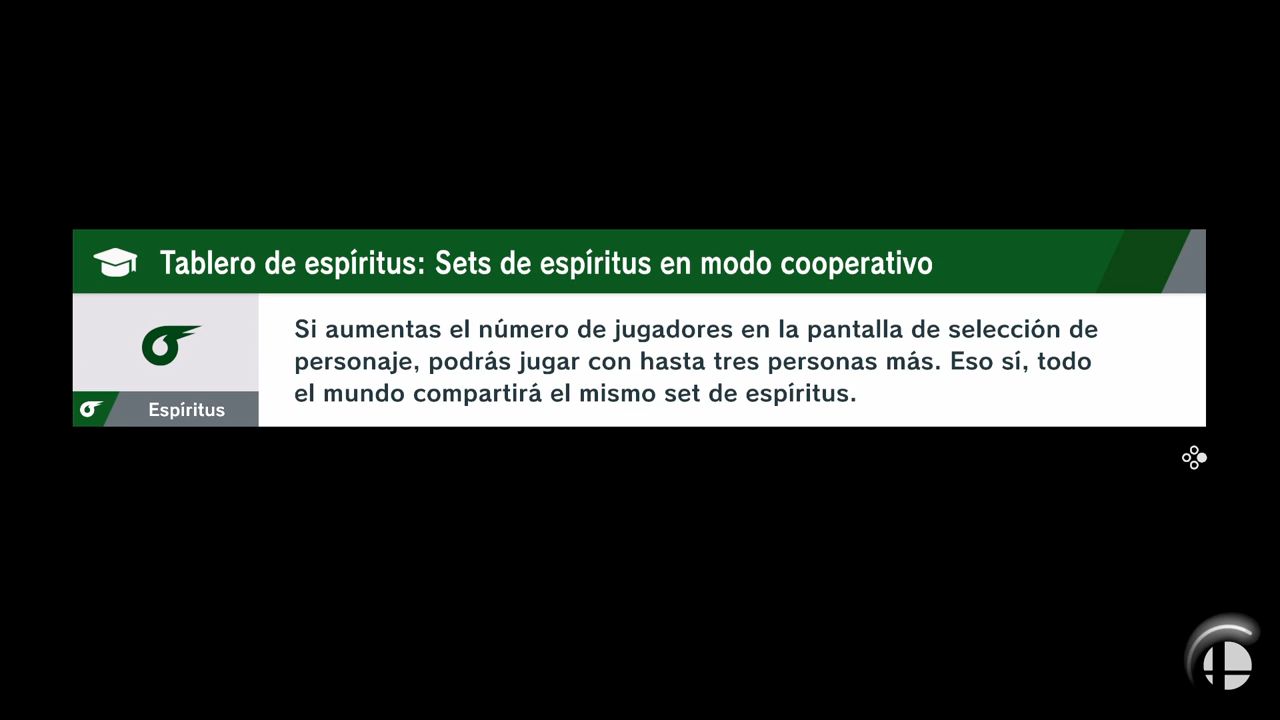 Tablero de espíritus: Sets de espíritus en modo cooperativo
Si aumentas el número de jugadores en la pantalla de selección de
personaje, podrás jugar con hasta tres personas más. Eso sí, todo
el mundo compartirá el mismo set de espíritus.
Espíritus